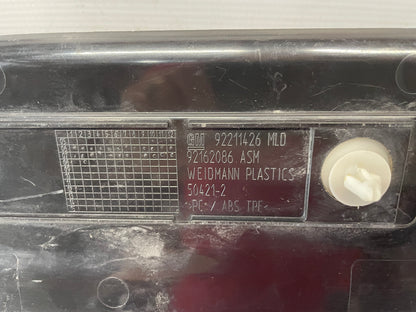 GM 92211426 MLD
92162086 ASM
WEIDMANN PLASTICS
50421-2
>PC / ABS TPE<